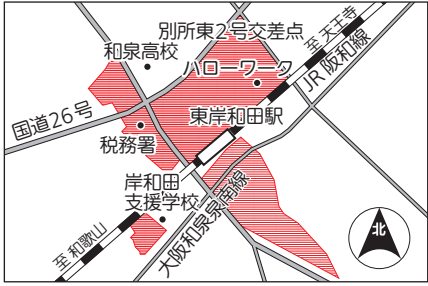 別所東2号交差点
和泉高校
至 天王寺
ハローワーク
JR 阪和線
国道26号
東岸和田駅
税務署
岸和田
支援学校
大阪和泉泉南線
至 和歌山
北